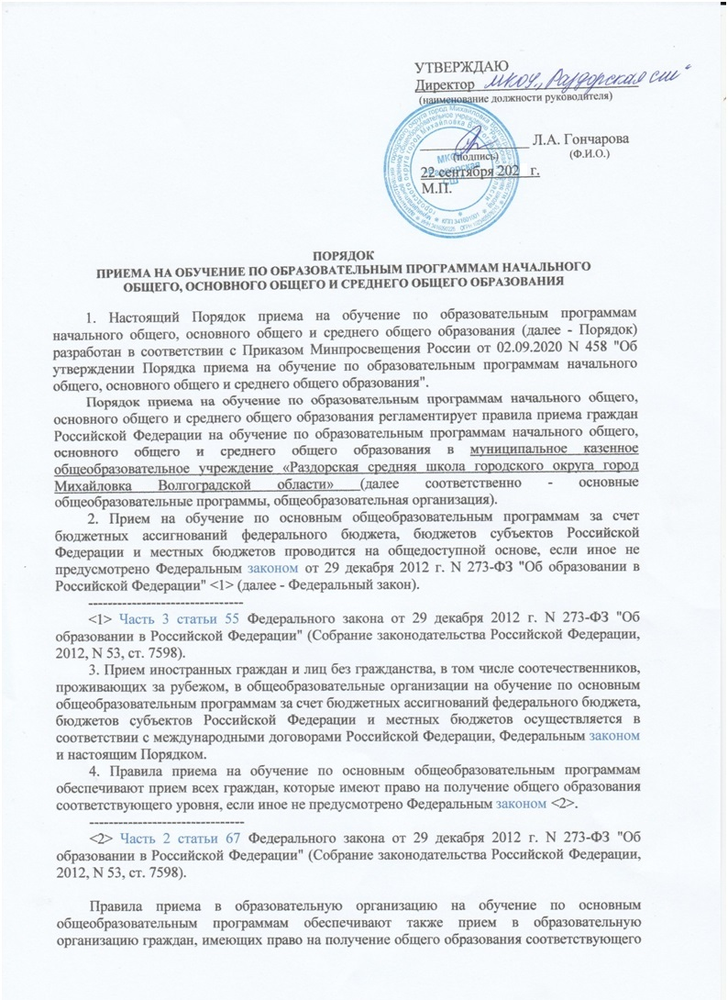 УТВЕРЖДАЮ
Директор МКОУ „Раздорская СШ“
(наименование должности руководителя)
Л.А. Гончарова
(подпись) (Ф.И.О.)
22 сентября 202 г.
М.П.
МКОУ
Раздорская
СШ
ПОРЯДОК
ПРИЕМА НА ОБУЧЕНИЕ ПО ОБРАЗОВАТЕЛЬНЫМ ПРОГРАММАМ НАЧАЛЬНОГО
ОБЩЕГО, ОСНОВНОГО ОБЩЕГО И СРЕДНЕГО ОБЩЕГО ОБРАЗОВАНИЯ
1. Настоящий Порядок приема на обучение по образовательным программам
начального общего, основного общего и среднего общего образования (далее - Порядок)
разработан в соответствии с Приказом Минпросвещения России от 02.09.2020 N 458 "Об
утверждении Порядка приема на обучение по образовательным программам начального
общего, основного общего и среднего общего образования".
Порядок приема на обучение по образовательным программам начального общего,
основного общего и среднего общего образования регламентирует правила приема граждан
Российской Федерации на обучение по образовательным программам начального общего,
основного общего и среднего общего образования в муниципальное казенное
общеобразовательное учреждение «Раздорская средняя школа городского округа город
Михайловка Волгоградской области» (далее соответственно - основные
общеобразовательные программы, общеобразовательная организация).
2. Прием на обучение по основным общеобразовательным программам за счет
бюджетных ассигнований федерального бюджета, бюджетов субъектов Российской
Федерации и местных бюджетов проводится на общедоступной основе, если иное не
предусмотрено Федеральным законом от 29 декабря 2012 г. N 273-ФЗ "Об образовании в
Российской Федерации" <1> (далее - Федеральный закон).
--------------------------------
<1> Часть 3 статьи 55 Федерального закона от 29 декабря 2012 г. N 273-ФЗ "Об
образовании в Российской Федерации" (Собрание законодательства Российской Федерации,
2012, N 53, ст. 7598).
3. Прием иностранных граждан и лиц без гражданства, в том числе соотечественников,
проживающих за рубежом, в общеобразовательные организации на обучение по основным
общеобразовательным программам за счет бюджетных ассигнований федерального бюджета,
бюджетов субъектов Российской Федерации и местных бюджетов осуществляется в
соответствии с международными договорами Российской Федерации, Федеральным законом
и настоящим Порядком.
4. Правила приема на обучение по основным общеобразовательным программам
обеспечивают прием всех граждан, которые имеют право на получение общего образования
соответствующего уровня, если иное не предусмотрено Федеральным законом <2>.
--------------------------------
<2> Часть 2 статьи 67 Федерального закона от 29 декабря 2012 г. N 273-ФЗ "Об
образовании в Российской Федерации" (Собрание законодательства Российской Федерации,
2012, N 53, ст. 7598).
Правила приема в образовательную организацию на обучение по основным
общеобразовательным программам обеспечивают также прием в образовательную
организацию граждан, имеющих право на получение общего образования соответствующего